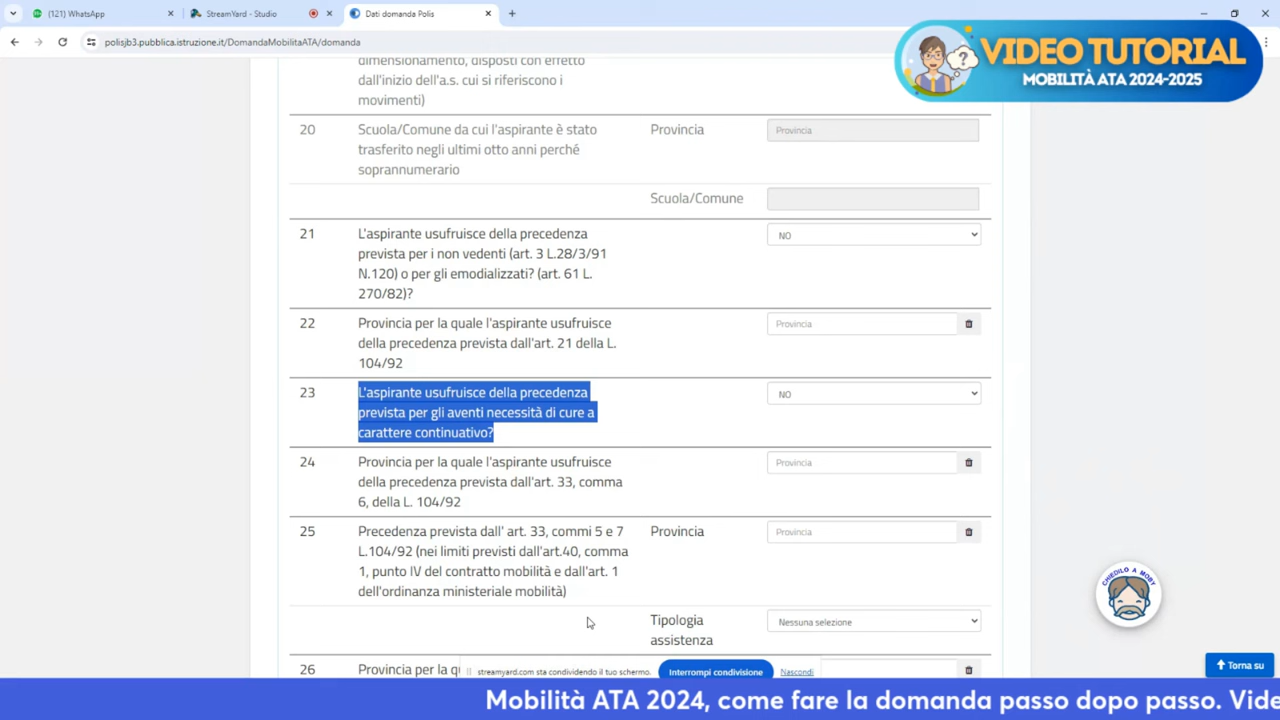 (121) WhatsApp
StreamYard - Studio
Dati domanda Polis
polisjb3.pubblica.istruzione.it/DomandaMobilitaATA/domanda
VIDEO TUTORIAL
MOBILITÀ ATA 2024-2025
dimensionamento, disposti con effetto
dall'inizio dell'a.s. cui si riferiscono i
movimenti)
20 Scuola/Comune da cui l'aspirante è stato Provincia Provincia
trasferito negli ultimi otto anni perché
soprannumerario
Scuola/Comune
21 L'aspirante usufruisce della precedenza NO
prevista per i non vedenti (art. 3 L.28/3/91
N.120) o per gli emodializzati? (art. 61 L.
270/82)?
22 Provincia per la quale l'aspirante usufruisce Provincia
della precedenza prevista dall'art. 21 della L.
104/92
23 L'aspirante usufruisce della precedenza NO
prevista per gli aventi necessità di cure a
carattere continuativo?
24 Provincia per la quale l'aspirante usufruisce Provincia
della precedenza prevista dall'art. 33, comma
6, della L. 104/92
25 Precedenza prevista dall' art. 33, commi 5 e 7 Provincia Provincia
L.104/92 (nei limiti previsti dall'art.40, comma
1, punto IV del contratto mobilità e dall'art. 1
dell'ordinanza ministeriale mobilità)
Tipologia Nessuna selezione
assistenza
CHIEDILO A MOBY
26 Provincia per la q
streamyard.com sta condividendo il tuo schermo. Interrompi condivisione Nascondi
Torna su
Mobilità ATA 2024, come fare la domanda passo dopo passo. Vide